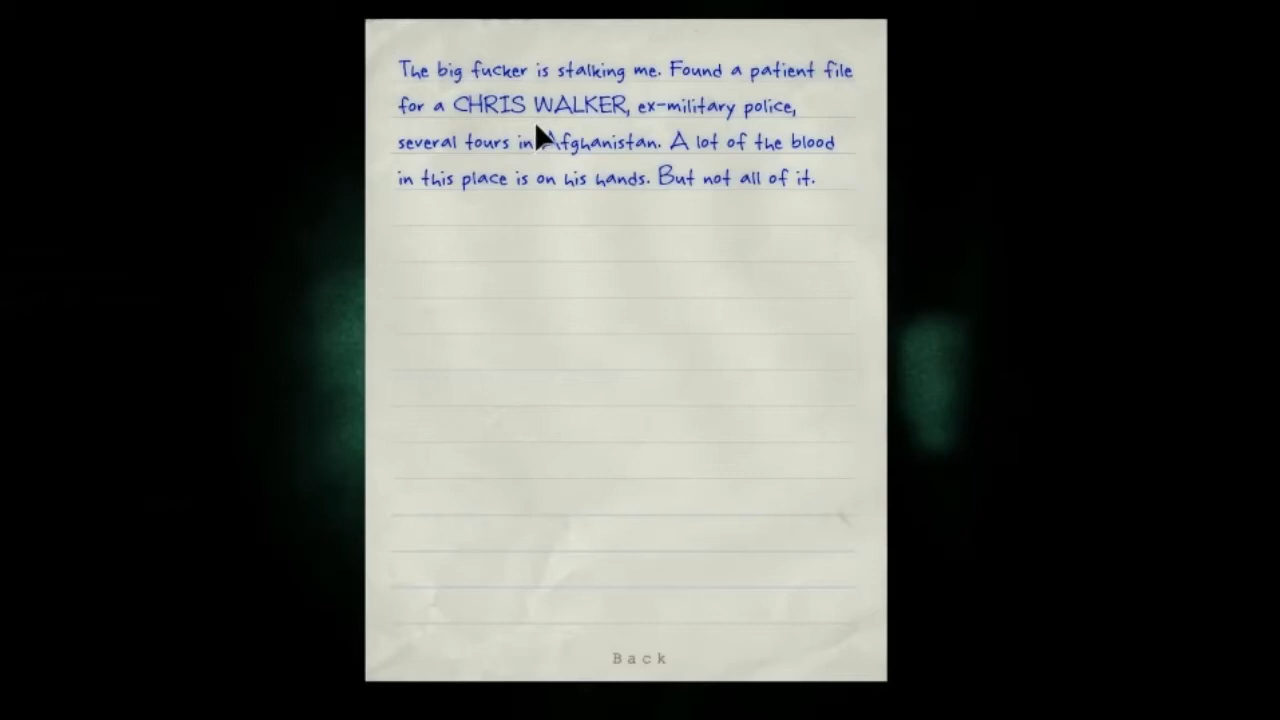 The big fucker is stalking me. Found a patient file
for a CHRIS WALKER, ex-military police,
several tours in Afghanistan. A lot of the blood
in this place is on his hands. But not all of it.
Back